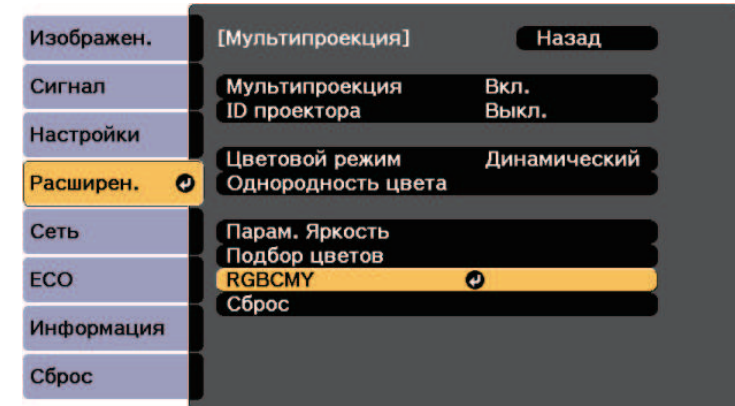 Изображен.
Сигнал
Настройки
Расширен.
Сеть
ECO
Информация
Сброс
[Мультипроекция] Назад
Мультипроекция Вкл.
ID проектора Выкл.
Цветовой режим Динамический
Однородность цвета
Парам. Яркость
Подбор цветов
RGBCMY
Сброс